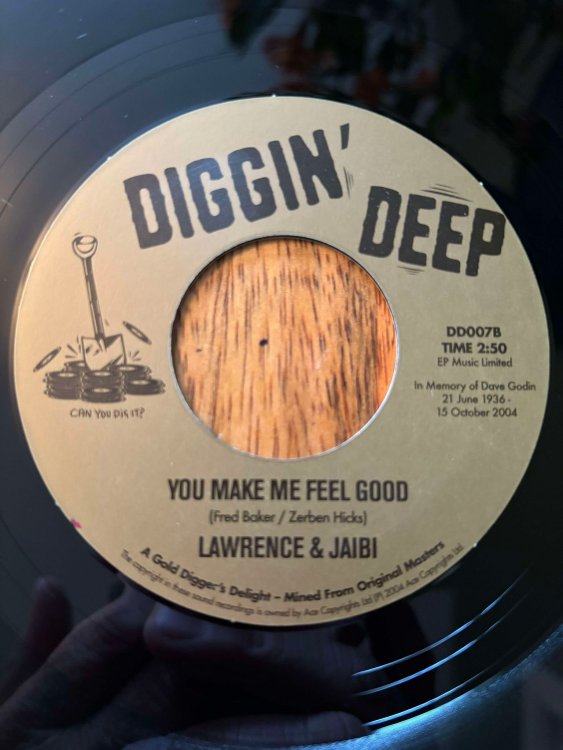 DIGGIN'
DEEP
CAN YOU DIG IT?
DD007B
TIME 2:50
EP Music Limited
In Memory of Dave Godin
21 June 1936 -
15 October 2004
YOU MAKE ME FEEL GOOD
(Fred Baker / Zerben Hicks)
LAWRENCE & JAIBI
A Gold Digger's Delight - Mined From Original Masters
The copyright in these sound recordings is owned by Ace Copyrights Ltd (P) 2004 Ace Copyrights Ltd.